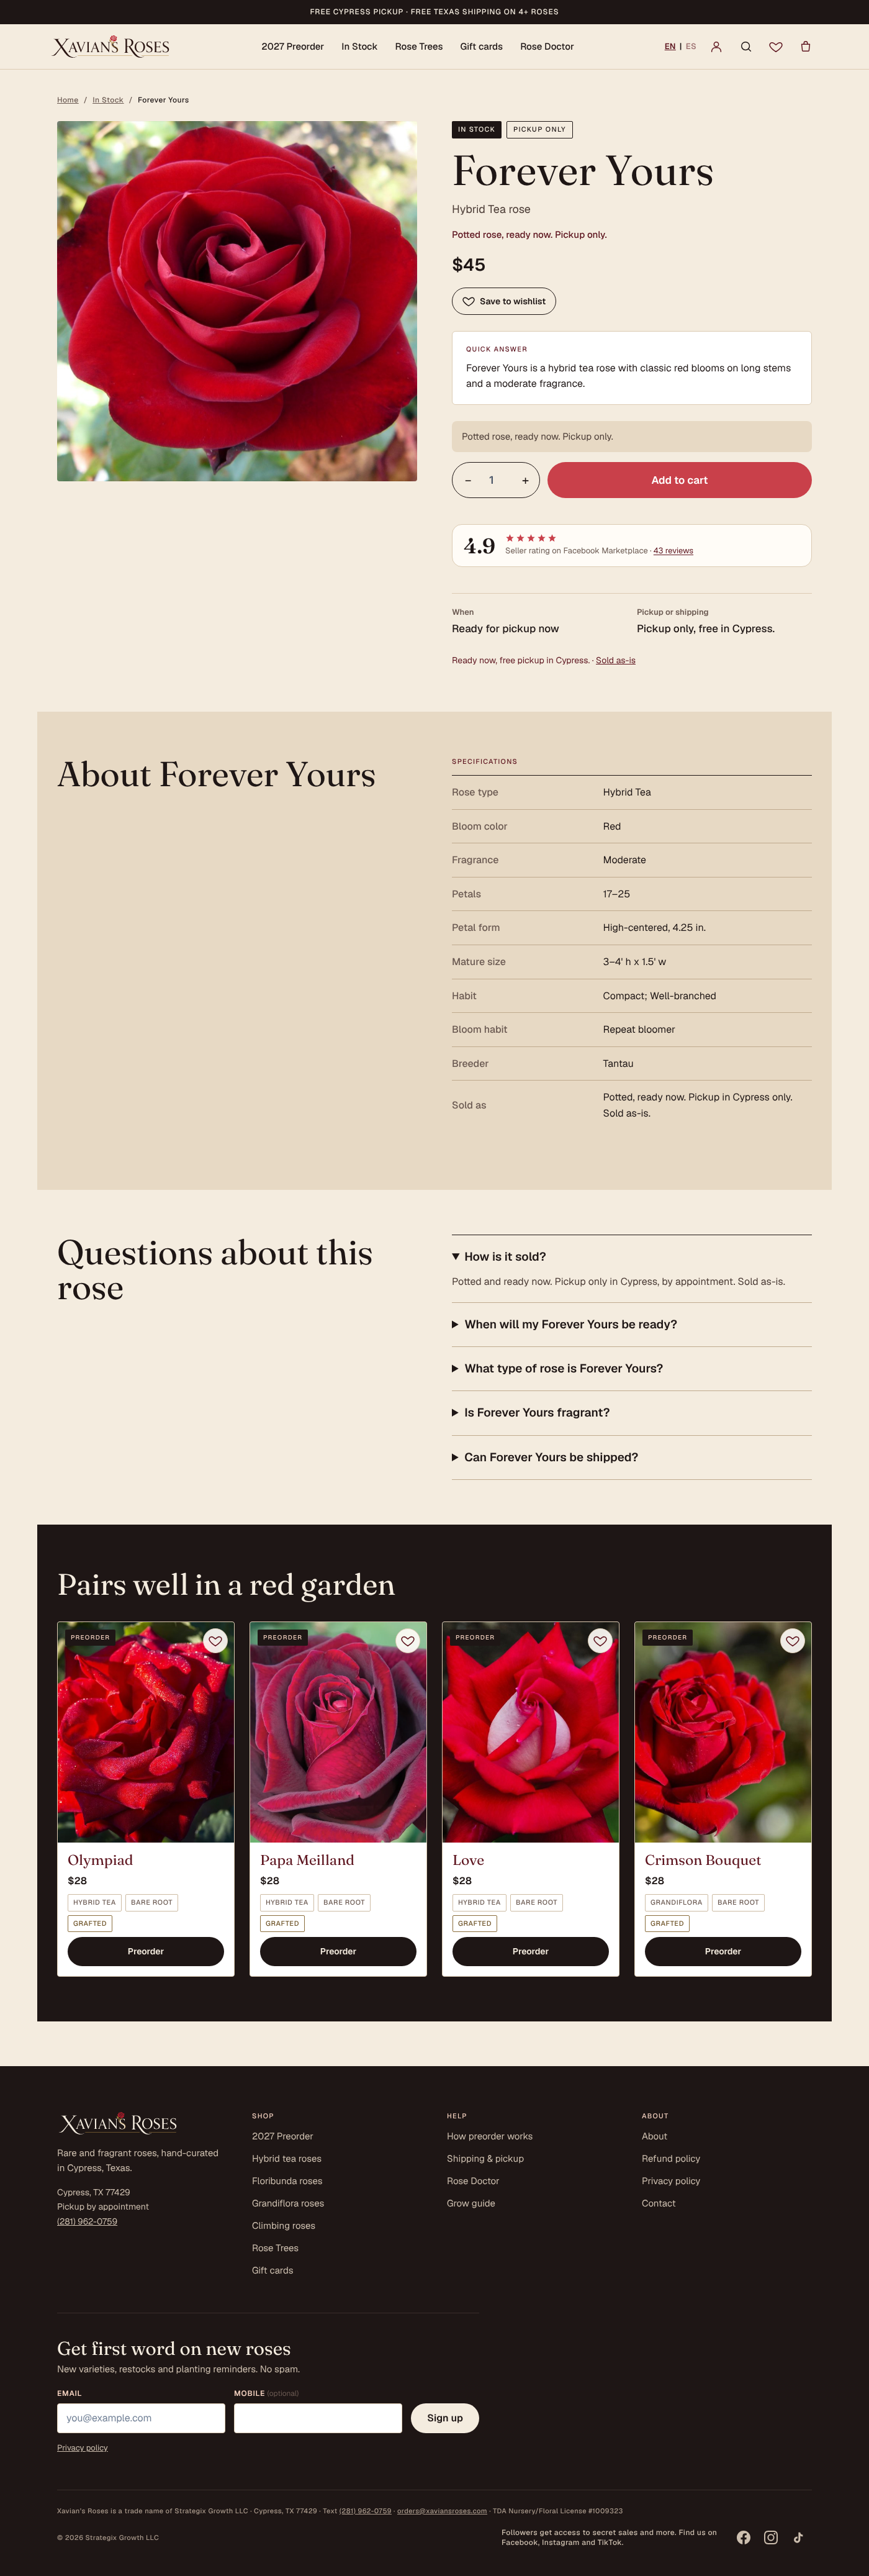 FREE CYPRESS PICKUP · FREE TEXAS SHIPPING ON 4+ ROSES
XAVIAN'S ROSES
2027 Preorder
In Stock
Rose Trees
Gift cards
Rose Doctor
EN | ES
Home / In Stock / Forever Yours
IN STOCK
PICKUP ONLY
Forever Yours
Hybrid Tea rose
Potted rose, ready now. Pickup only.
$45
Save to wishlist
QUICK ANSWER
Forever Yours is a hybrid tea rose with classic red blooms on long stems
and a moderate fragrance.
Potted rose, ready now. Pickup only.
− 1 +
Add to cart
4.9
★★★★★
Seller rating on Facebook Marketplace · 43 reviews
When
Ready for pickup now
Pickup or shipping
Pickup only, free in Cypress.
Ready now, free pickup in Cypress. · Sold as-is
About Forever Yours
SPECIFICATIONS
Rose type Hybrid Tea
Bloom color Red
Fragrance Moderate
Petals 17–25
Petal form High-centered, 4.25 in.
Mature size 3–4' h x 1.5' w
Habit Compact; Well-branched
Bloom habit Repeat bloomer
Breeder Tantau
Sold as Potted, ready now. Pickup in Cypress only.
Sold as-is.
Questions about this
rose
▼ How is it sold?
Potted and ready now. Pickup only in Cypress, by appointment. Sold as-is.
▶ When will my Forever Yours be ready?
▶ What type of rose is Forever Yours?
▶ Is Forever Yours fragrant?
▶ Can Forever Yours be shipped?
Pairs well in a red garden
PREORDER
Olympiad
$28
HYBRID TEA
BARE ROOT
GRAFTED
Preorder
PREORDER
Papa Meilland
$28
HYBRID TEA
BARE ROOT
GRAFTED
Preorder
PREORDER
Love
$28
HYBRID TEA
BARE ROOT
GRAFTED
Preorder
PREORDER
Crimson Bouquet
$28
GRANDIFLORA
BARE ROOT
GRAFTED
Preorder
XAVIAN'S ROSES
Rare and fragrant roses, hand-curated
in Cypress, Texas.
Cypress, TX 77429
Pickup by appointment
(281) 962-0759
SHOP
2027 Preorder
Hybrid tea roses
Floribunda roses
Grandiflora roses
Climbing roses
Rose Trees
Gift cards
HELP
How preorder works
Shipping & pickup
Rose Doctor
Grow guide
ABOUT
About
Refund policy
Privacy policy
Contact
Get first word on new roses
New varieties, restocks and planting reminders. No spam.
EMAIL
you@example.com
MOBILE (optional)
Sign up
Privacy policy
Xavian's Roses is a trade name of Strategix Growth LLC · Cypress, TX 77429 · Text (281) 962-0759 · orders@xaviansroses.com · TDA Nursery/Floral License #1009323
© 2026 Strategix Growth LLC
Followers get access to secret sales and more. Find us on
Facebook, Instagram and TikTok.